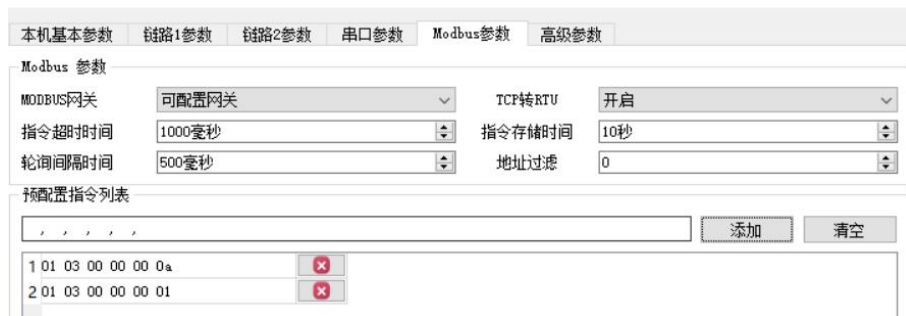 本机基本参数 链路1参数 链路2参数 串口参数 Modbus参数 高级参数
Modbus 参数
MODBUS网关 可配置网关 TCP转RTU 开启
指令超时时间 1000毫秒 指令存储时间 10秒
轮询间隔时间 500毫秒 地址过滤 0
预配置指令列表
, , , , , 添加 清空
1 01 03 00 00 00 0a
2 01 03 00 00 00 01